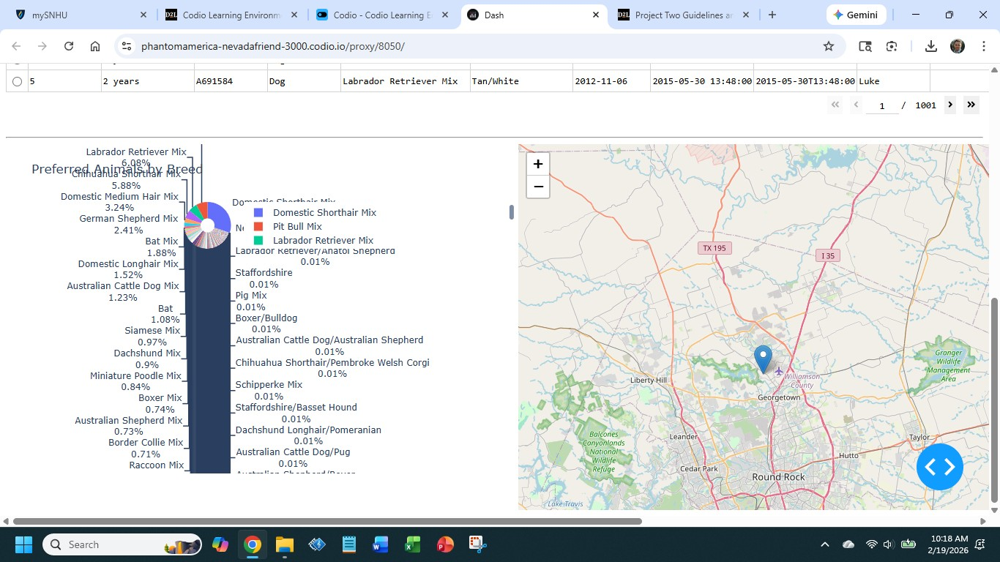 mySNHU
D2L
Codio Learning Environm
Codio - Codio Learning E
Dash
D2L
Project Two Guidelines a
Gemini
phantomamerica-nevadafriend-3000.codio.io/proxy/8050/
5 2 years A691584 Dog Labrador Retriever Mix Tan/White 2012-11-06 2015-05-30 13:48:00 2015-05-30T13:48:00 Luke
1 / 1001
Preferred Animals by Breed
Labrador Retriever Mix
6.08%
Chihuahua Shorthair Mix
5.88%
Domestic Medium Hair Mix
3.24%
German Shepherd Mix
2.41%
Bat Mix
1.88%
Domestic Longhair Mix
1.52%
Australian Cattle Dog Mix
1.23%
Bat
1.08%
Siamese Mix
0.97%
Dachshund Mix
0.9%
Miniature Poodle Mix
0.84%
Boxer Mix
0.74%
Australian Shepherd Mix
0.73%
Border Collie Mix
0.71%
Raccoon Mix
Domestic Shorthair Mix
Domestic Shorthair Mix
Pit Bull Mix
Labrador Retriever Mix
Labrador Retriever/Anatol Shepherd
0.01%
Staffordshire
0.01%
Pig Mix
0.01%
Boxer/Bulldog
0.01%
Australian Cattle Dog/Australian Shepherd
0.01%
Chihuahua Shorthair/Pembroke Welsh Corgi
0.01%
Schipperke Mix
0.01%
Staffordshire/Basset Hound
0.01%
Dachshund Longhair/Pomeranian
0.01%
Australian Cattle Dog/Pug
0.01%
+
−
TX 195
I 35
Granger
Wildlife
Management
Area
Liberty Hill
Williamson
County
Georgetown
Balcones
Canyonlands
National
Wildlife
Refuge
Leander
Taylor
Hutto
Cedar Park
Round Rock
Lake Travis
Search
10:18 AM
2/19/2026